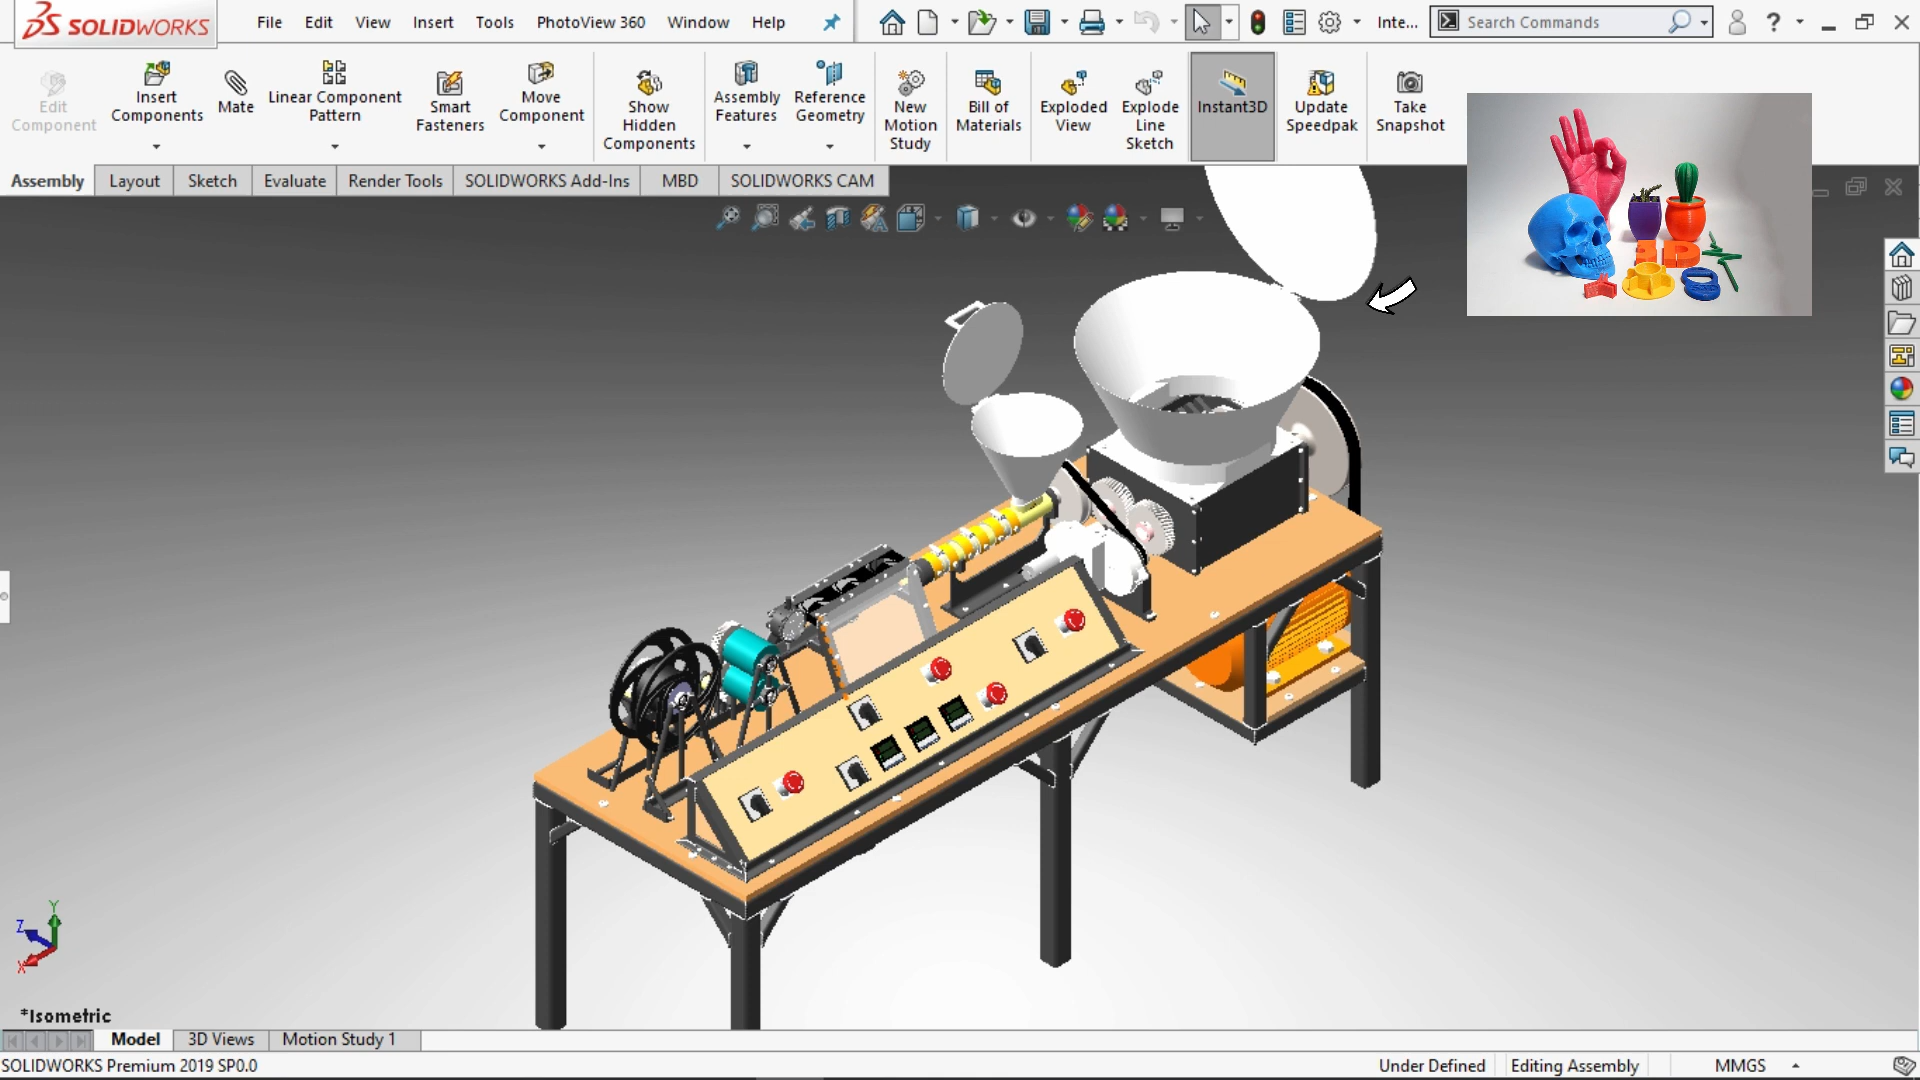 SOLIDWORKS
File Edit View Insert Tools PhotoView 360 Window Help
Inte...
Search Commands
?
Edit Component
Insert Components
Mate
Linear Component Pattern
Smart Fasteners
Move Component
Show Hidden Components
Assembly Features
Reference Geometry
New Motion Study
Bill of Materials
Exploded View
Explode Line Sketch
Instant3D
Update Speedpak
Take Snapshot
Assembly Layout Sketch Evaluate Render Tools SOLIDWORKS Add-Ins MBD SOLIDWORKS CAM
3D
Y
Z
X
*Isometric
Model 3D Views Motion Study 1
SOLIDWORKS Premium 2019 SP0.0
Under Defined Editing Assembly MMGS